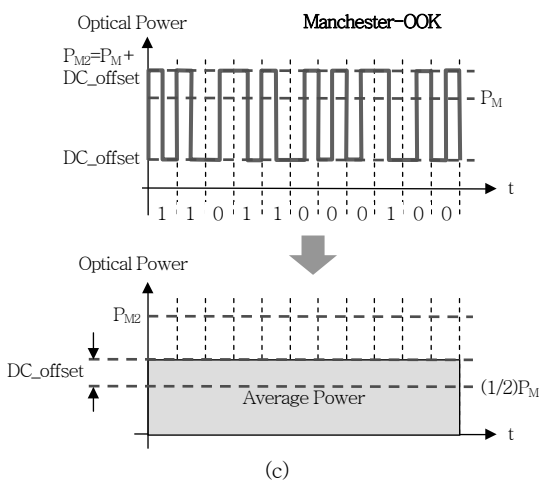 Optical Power
Manchester-OOK
P_M2=P_M +
DC_offset
P_M
DC_offset
t
1 1 0 1 1 0 0 0 1 0 0
Optical Power
P_M2
DC_offset
(1/2)P_M
Average Power
t
(c)